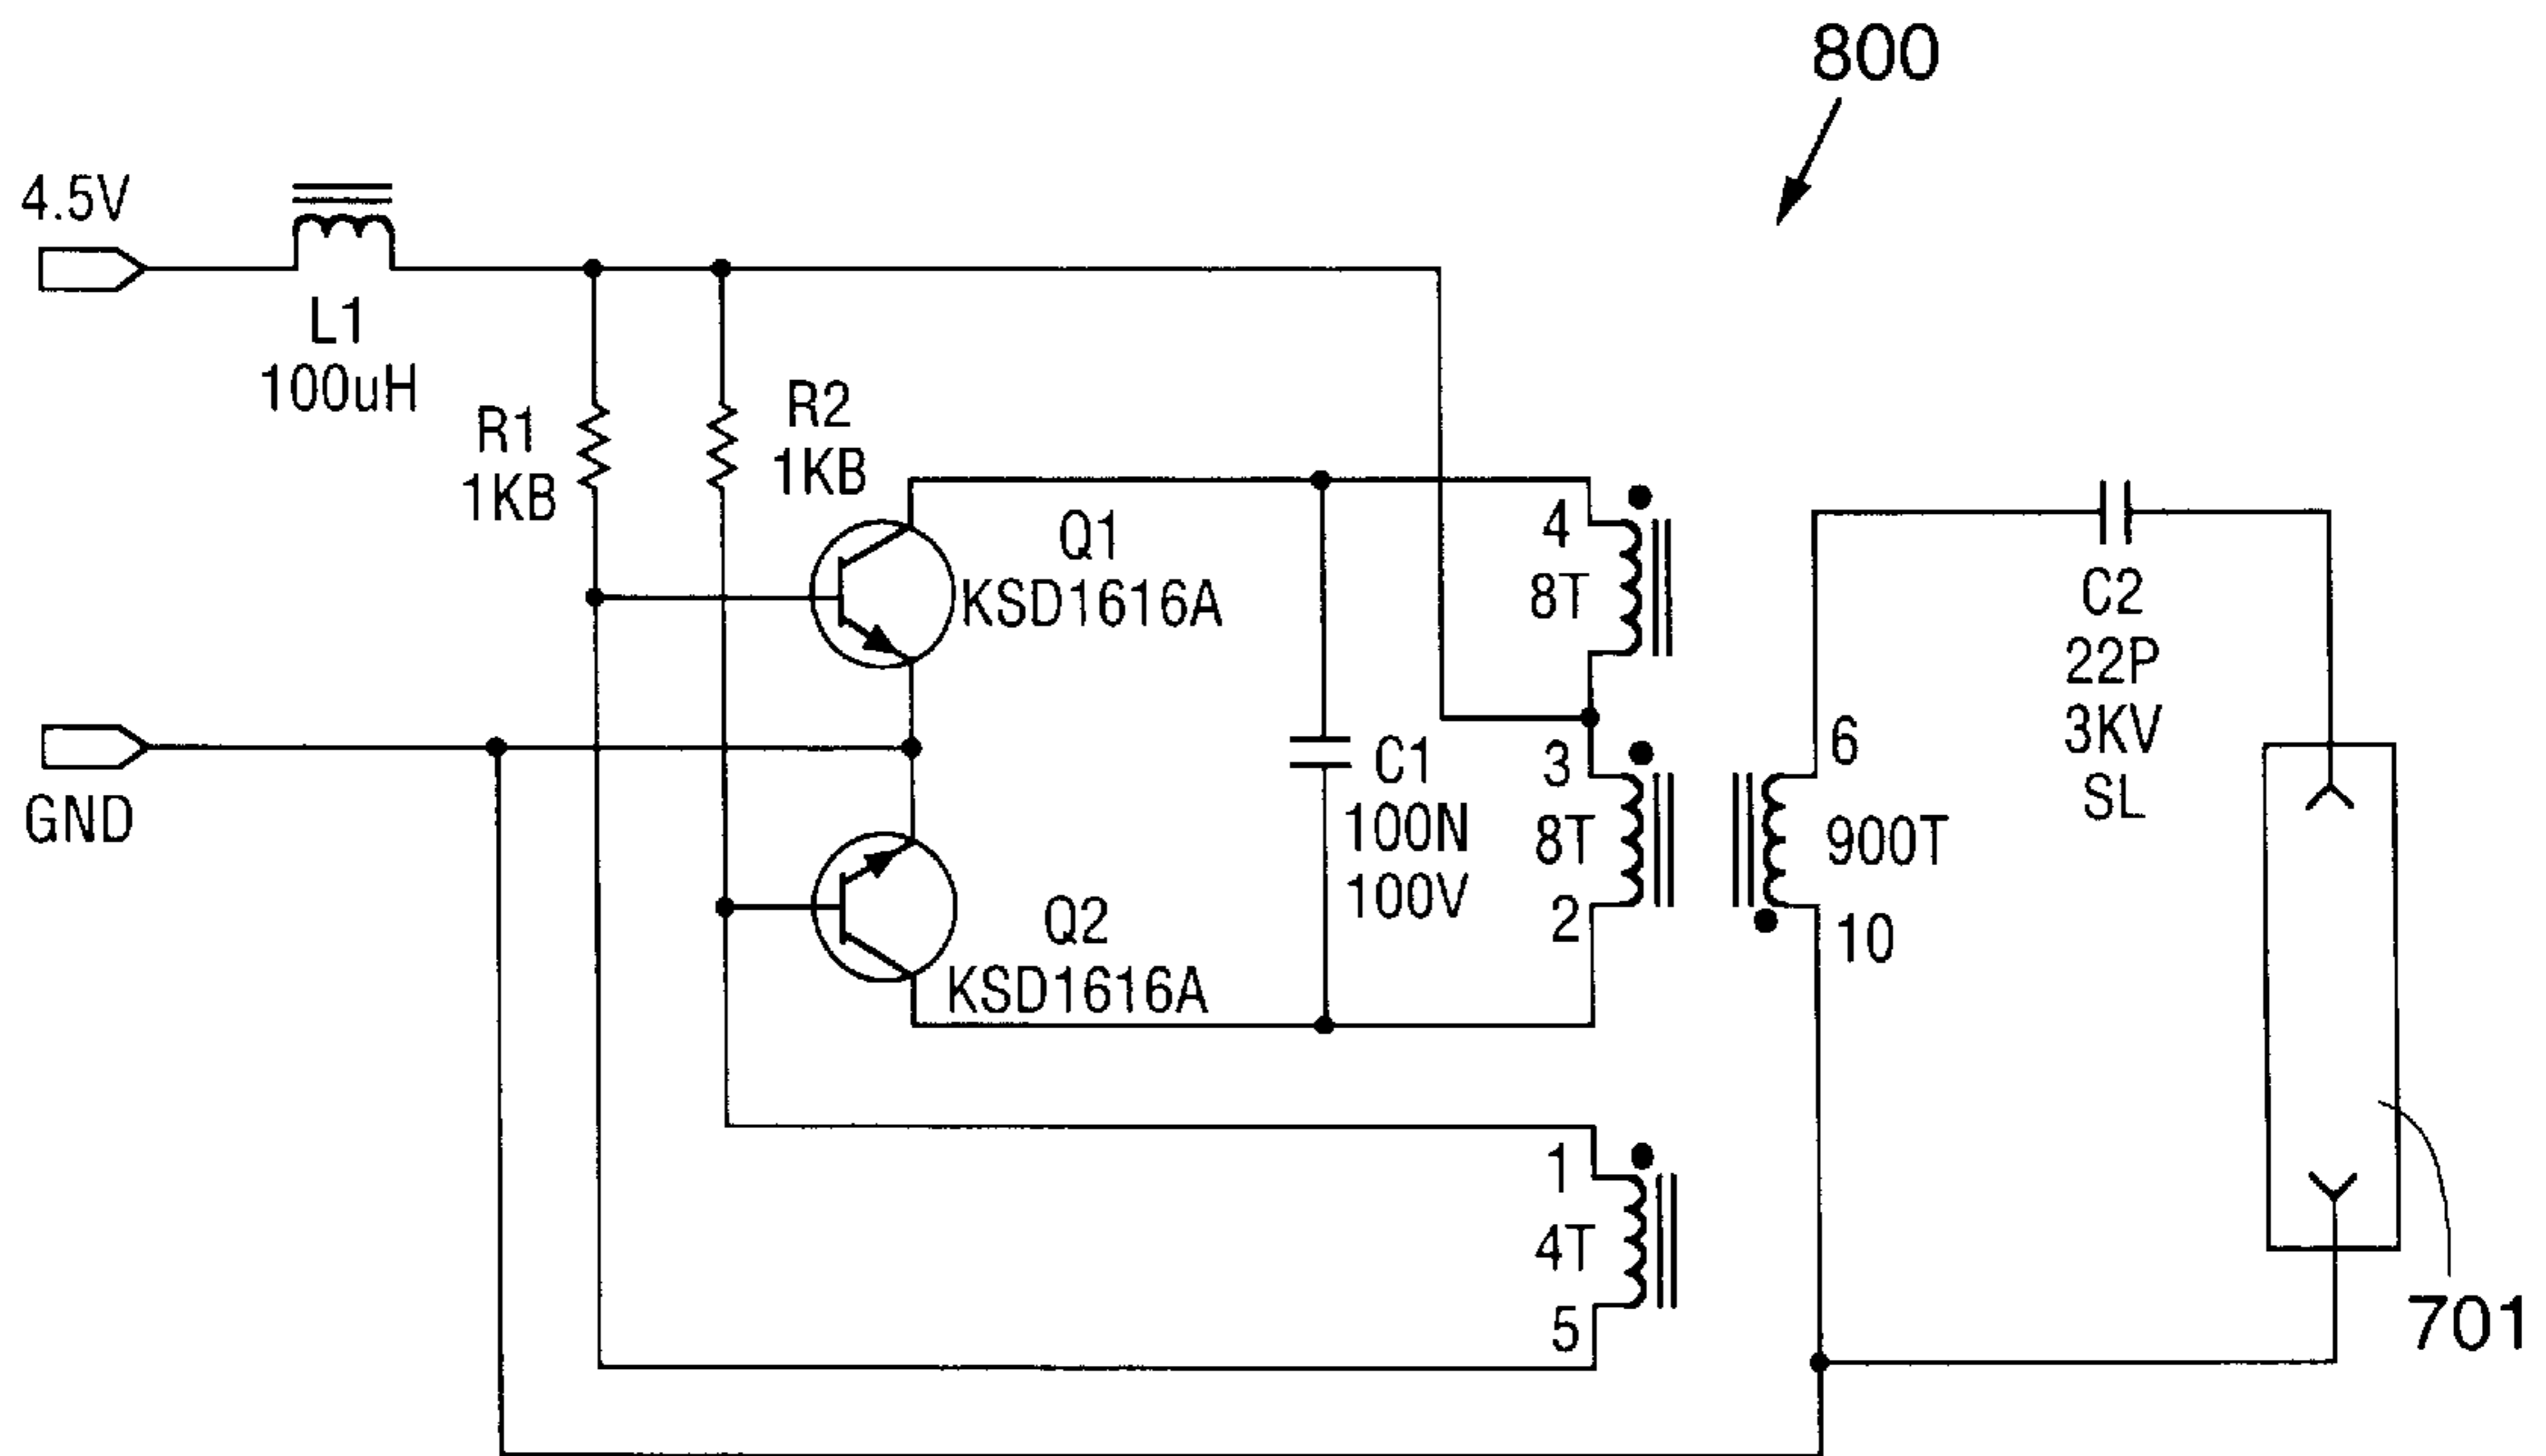 800
4.5V
L1
100uH
R1
1KB
R2
1KB
Q1
KSD1616A
4
8T
C2
22P
3KV
SL
GND
C1
100N
100V
3
8T
2
6
900T
10
Q2
KSD1616A
1
4T
5
701